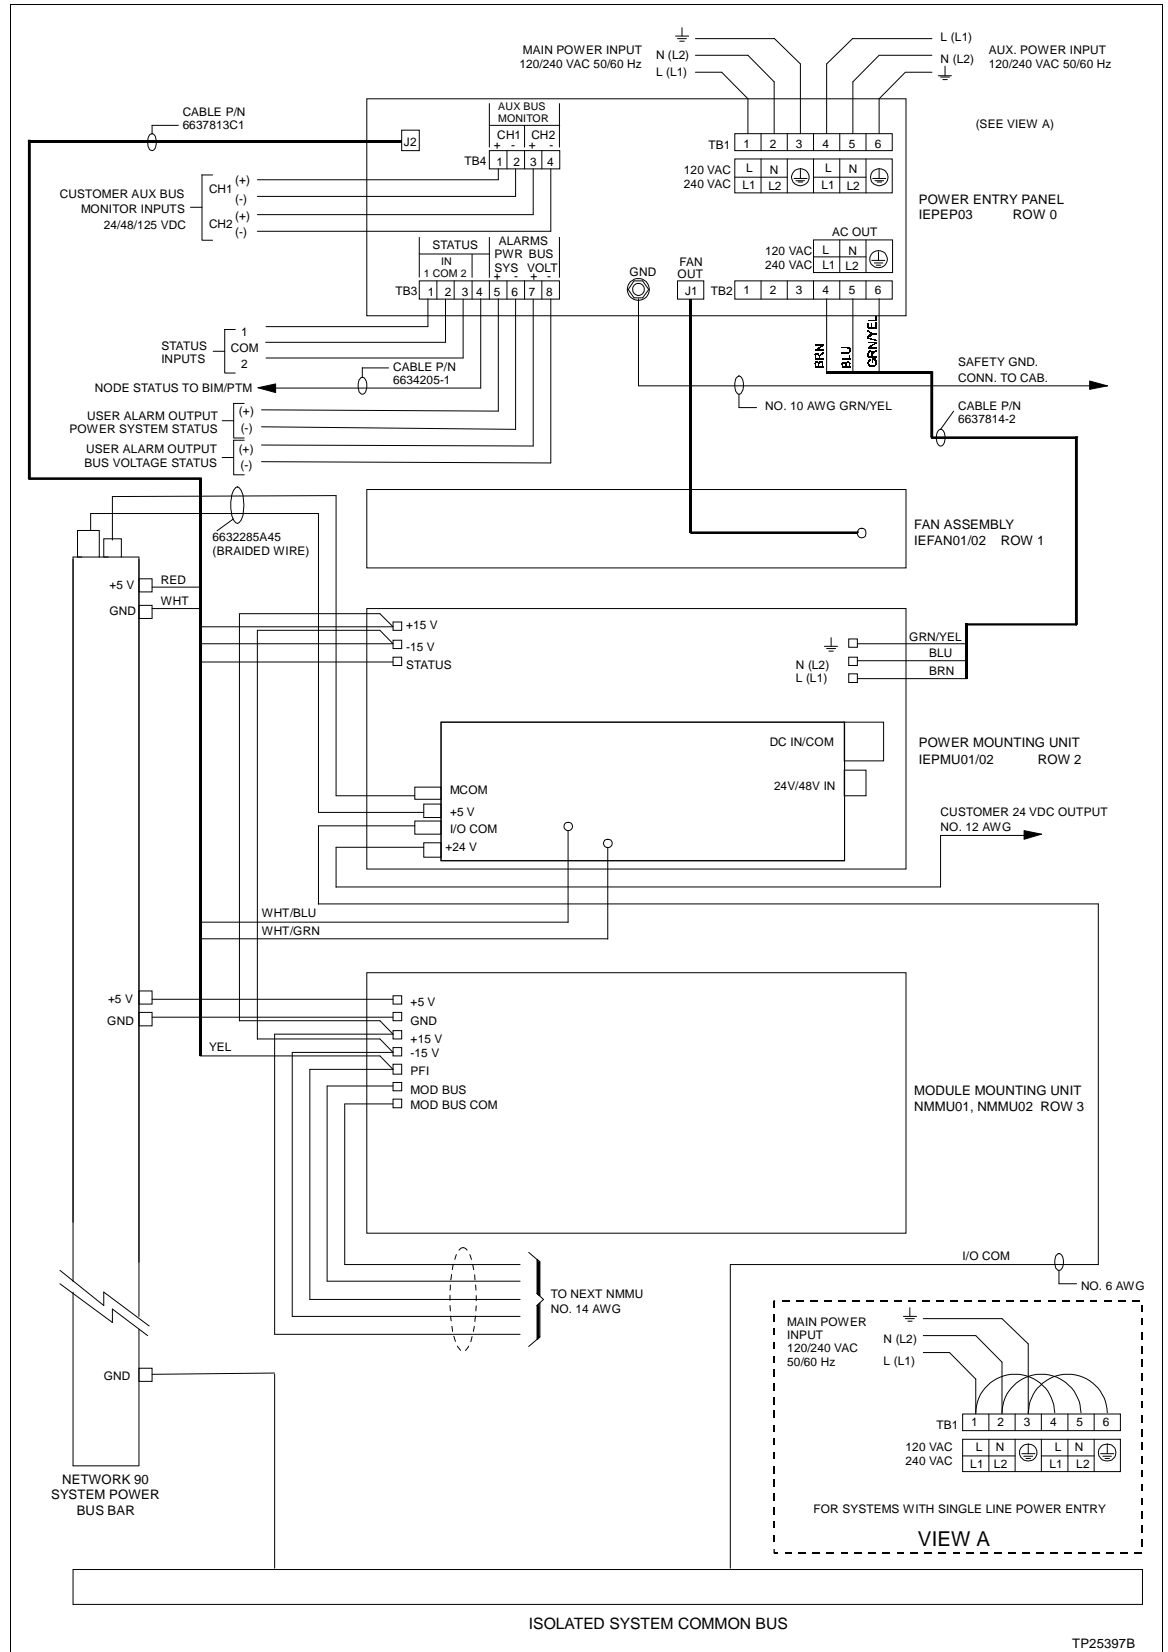 MAIN POWER INPUT
120/240 VAC 50/60 Hz
N (L2)
L (L1)
L (L1)
N (L2)
AUX. POWER INPUT
120/240 VAC 50/60 Hz
CABLE P/N
6637813C1
J2
AUX BUS
MONITOR
CH1 CH2
+ - + -
TB4 1 2 3 4
(SEE VIEW A)
TB1 1 2 3 4 5 6
120 VAC L N L N
240 VAC L1 L2 L1 L2
CUSTOMER AUX BUS
MONITOR INPUTS
24/48/125 VDC
CH1 (+)
(-)
CH2 (+)
(-)
POWER ENTRY PANEL
IEPEP03 ROW 0
STATUS
IN
1 COM 2
ALARMS
PWR BUS
SYS VOLT
+ - + -
TB3 1 2 3 4 5 6 7 8
GND
FAN
OUT
J1
AC OUT
120 VAC L N
240 VAC L1 L2
TB2 1 2 3 4 5 6
BRN
BLU
GRN/YEL
STATUS
INPUTS
1
COM
2
CABLE P/N
6634205-1
NODE STATUS TO BIM/PTM
SAFETY GND.
CONN. TO CAB.
NO. 10 AWG GRN/YEL
CABLE P/N
6637814-2
USER ALARM OUTPUT (+)
POWER SYSTEM STATUS (-)
USER ALARM OUTPUT (+)
BUS VOLTAGE STATUS (-)
6632285A45
(BRAIDED WIRE)
FAN ASSEMBLY
IEFAN01/02 ROW 1
+5 V RED
GND WHT
+15 V
-15 V
STATUS
N (L2)
L (L1)
GRN/YEL
BLU
BRN
DC IN/COM
24V/48V IN
MCOM
+5 V
I/O COM
+24 V
POWER MOUNTING UNIT
IEPMU01/02 ROW 2
CUSTOMER 24 VDC OUTPUT
NO. 12 AWG
WHT/BLU
WHT/GRN
+5 V
GND
YEL
+5 V
GND
+15 V
-15 V
PFI
MOD BUS
MOD BUS COM
MODULE MOUNTING UNIT
NMMU01, NMMU02 ROW 3
TO NEXT NMMU
NO. 14 AWG
I/O COM
NO. 6 AWG
GND
NETWORK 90
SYSTEM POWER
BUS BAR
MAIN POWER
INPUT
120/240 VAC
50/60 Hz
N (L2)
L (L1)
TB1 1 2 3 4 5 6
120 VAC L N L N
240 VAC L1 L2 L1 L2
FOR SYSTEMS WITH SINGLE LINE POWER ENTRY
VIEW A
ISOLATED SYSTEM COMMON BUS
TP25397B